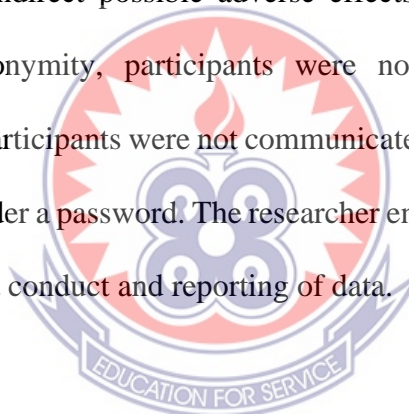 ndirect possible adverse effects
onymity, participants were no
articipants were not communicate
der a password. The researcher en
conduct and reporting of data.
EDUCATION FOR SERVICE